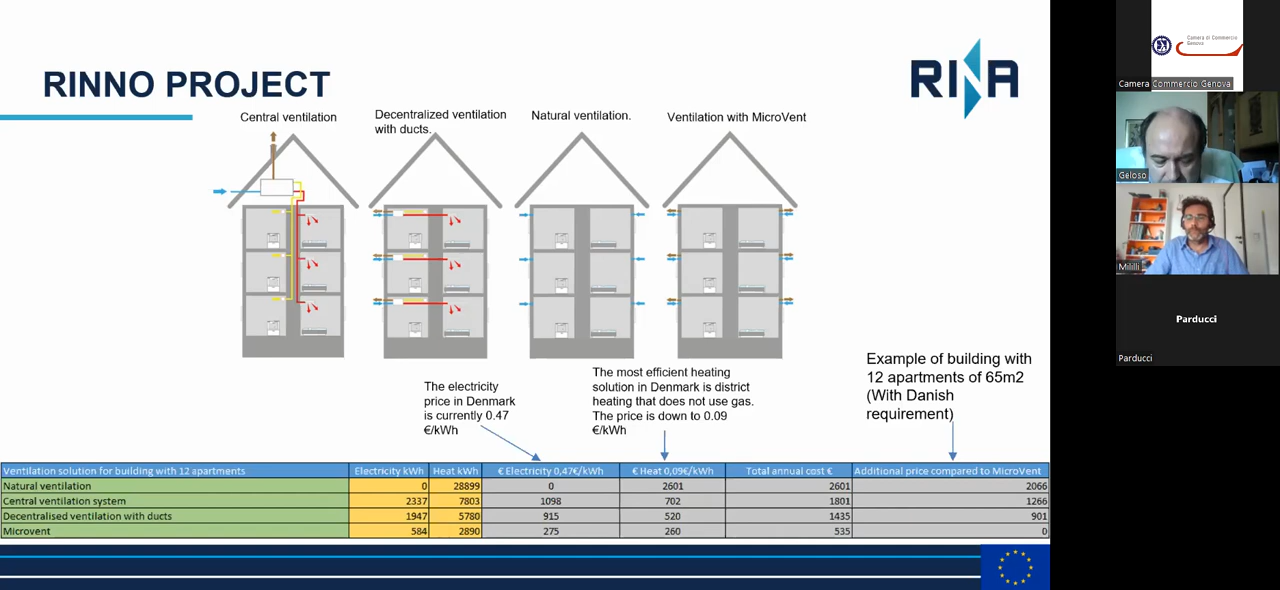 RINNO PROJECT
RINA
Central ventilation
Decentralized ventilation
with ducts.
Natural ventilation.
Ventilation with MicroVent
The electricity
price in Denmark
is currently 0.47
€/kWh
The most efficient heating
solution in Denmark is district
heating that does not use gas.
The price is down to 0.09
€/kWh
Example of building with
12 apartments of 65m2
(With Danish
requirement)
Ventilation solution for building with 12 apartments Electricity kWh Heat kWh € Electricity 0,47€/kWh € Heat 0,09€/kWh Total annual cost € Additional price compared to MicroVent
Natural ventilation 0 28899 0 2601 2601 2066
Central ventilation system 2337 7803 1098 702 1801 1266
Decentralised ventilation with ducts 1947 5780 915 520 1435 901
Microvent 584 2890 275 260 535 0
Camera di Commercio
Genova
Camera Commercio Genova
Geloso
Mililli
Parducci
Parducci